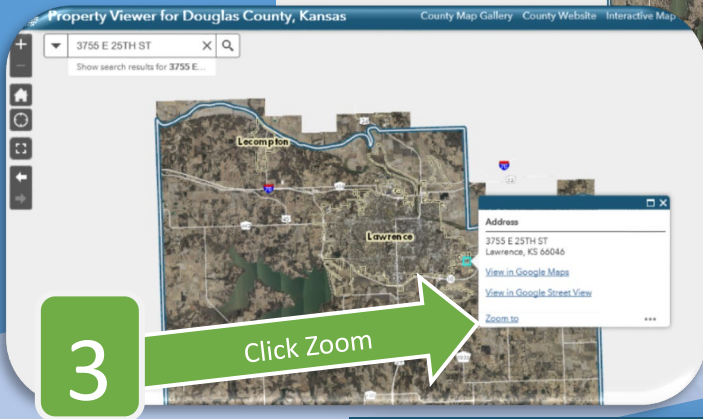 Property Viewer for Douglas County, Kansas
County Map Gallery County Website Interactive Map
3755 E 25TH ST
Show search results for 3755 E...
Lecompton
Lawrence
Address
3755 E 25TH ST
Lawrence, KS 66046
View in Google Maps
View in Google Street View
Zoom to
3
Click Zoom